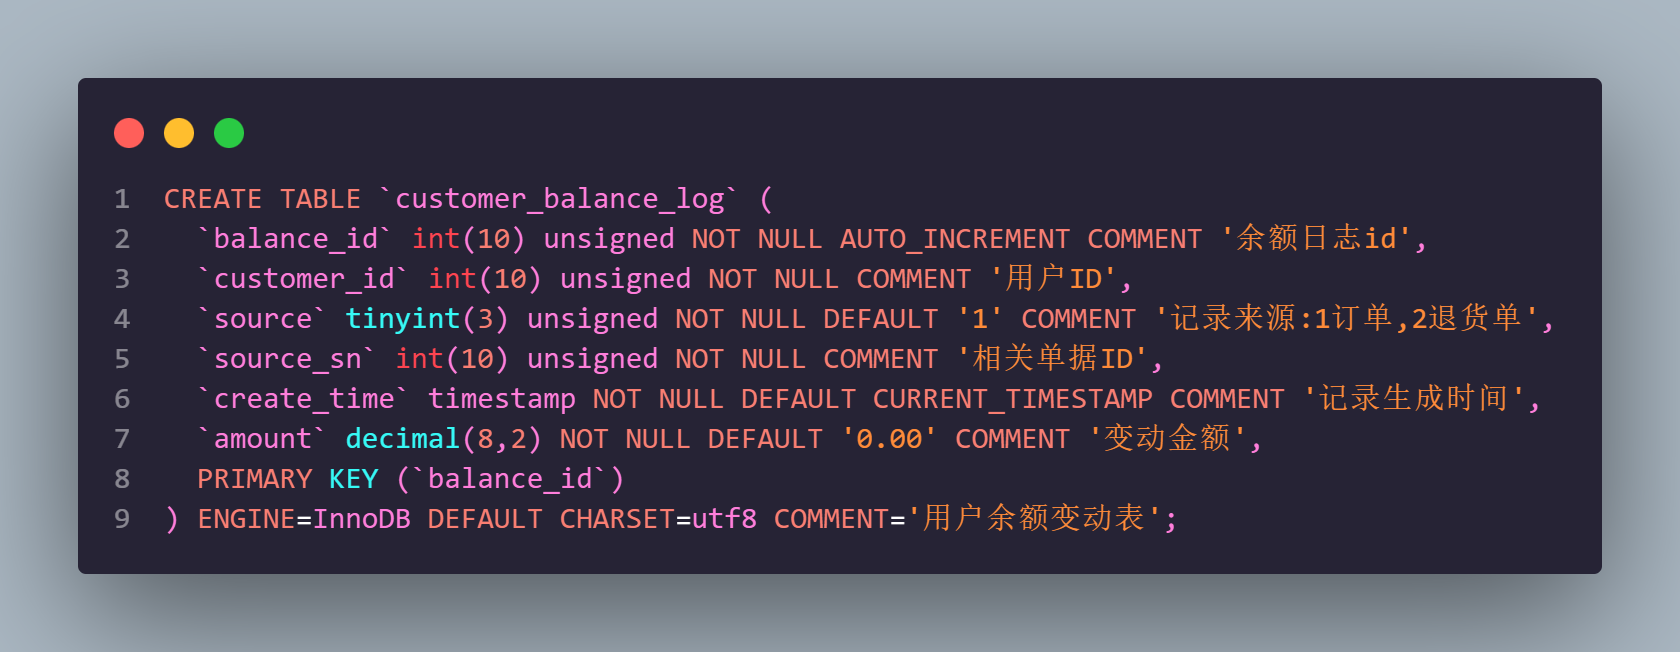 1 CREATE TABLE `customer_balance_log` (
2 `balance_id` int(10) unsigned NOT NULL AUTO_INCREMENT COMMENT '余额日志id',
3 `customer_id` int(10) unsigned NOT NULL COMMENT '用户ID',
4 `source` tinyint(3) unsigned NOT NULL DEFAULT '1' COMMENT '记录来源:1订单,2退货单',
5 `source_sn` int(10) unsigned NOT NULL COMMENT '相关单据ID',
6 `create_time` timestamp NOT NULL DEFAULT CURRENT_TIMESTAMP COMMENT '记录生成时间',
7 `amount` decimal(8,2) NOT NULL DEFAULT '0.00' COMMENT '变动金额',
8 PRIMARY KEY (`balance_id`)
9 ) ENGINE=InnoDB DEFAULT CHARSET=utf8 COMMENT='用户余额变动表';